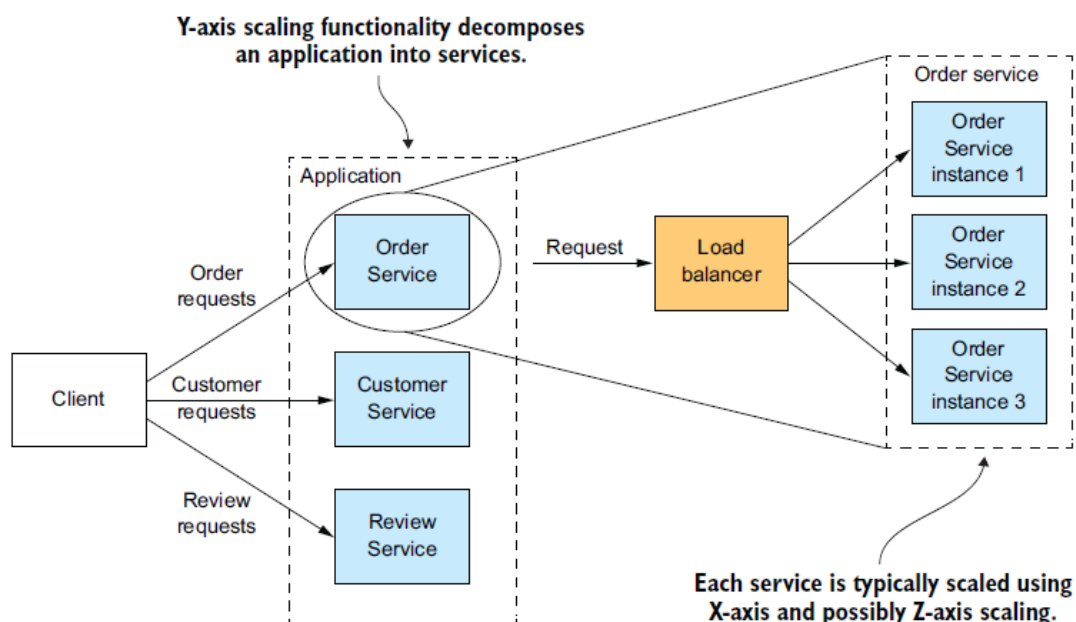 Y-axis scaling functionality decomposes
an application into services.
Order service
Order
Service
instance 1
Application
Order
Service
Request
Load
balancer
Order
Service
instance 2
Order
requests
Order
Service
instance 3
Client
Customer
requests
Customer
Service
Review
requests
Review
Service
Each service is typically scaled using
X-axis and possibly Z-axis scaling.